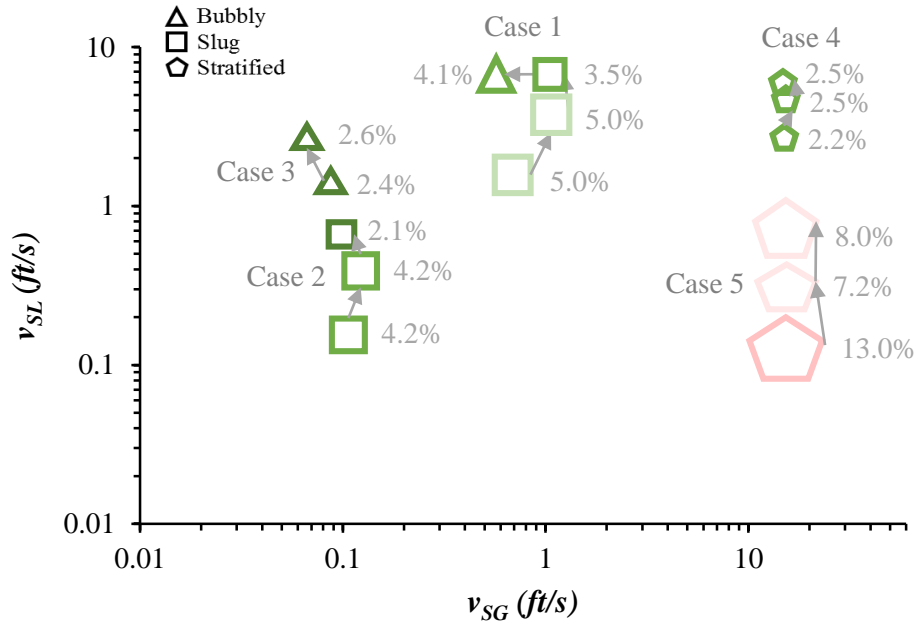 Bubbly
Slug
Stratified
Case 1
Case 4
10
4.1%
3.5%
2.5%
2.5%
5.0%
2.6%
2.2%
Case 3
2.4%
5.0%
1
2.1%
8.0%
Case 2
4.2%
Case 5
7.2%
4.2%
13.0%
0.1
0.01
0.01
0.1
1
10
v_SL (ft/s)
v_SG (ft/s)